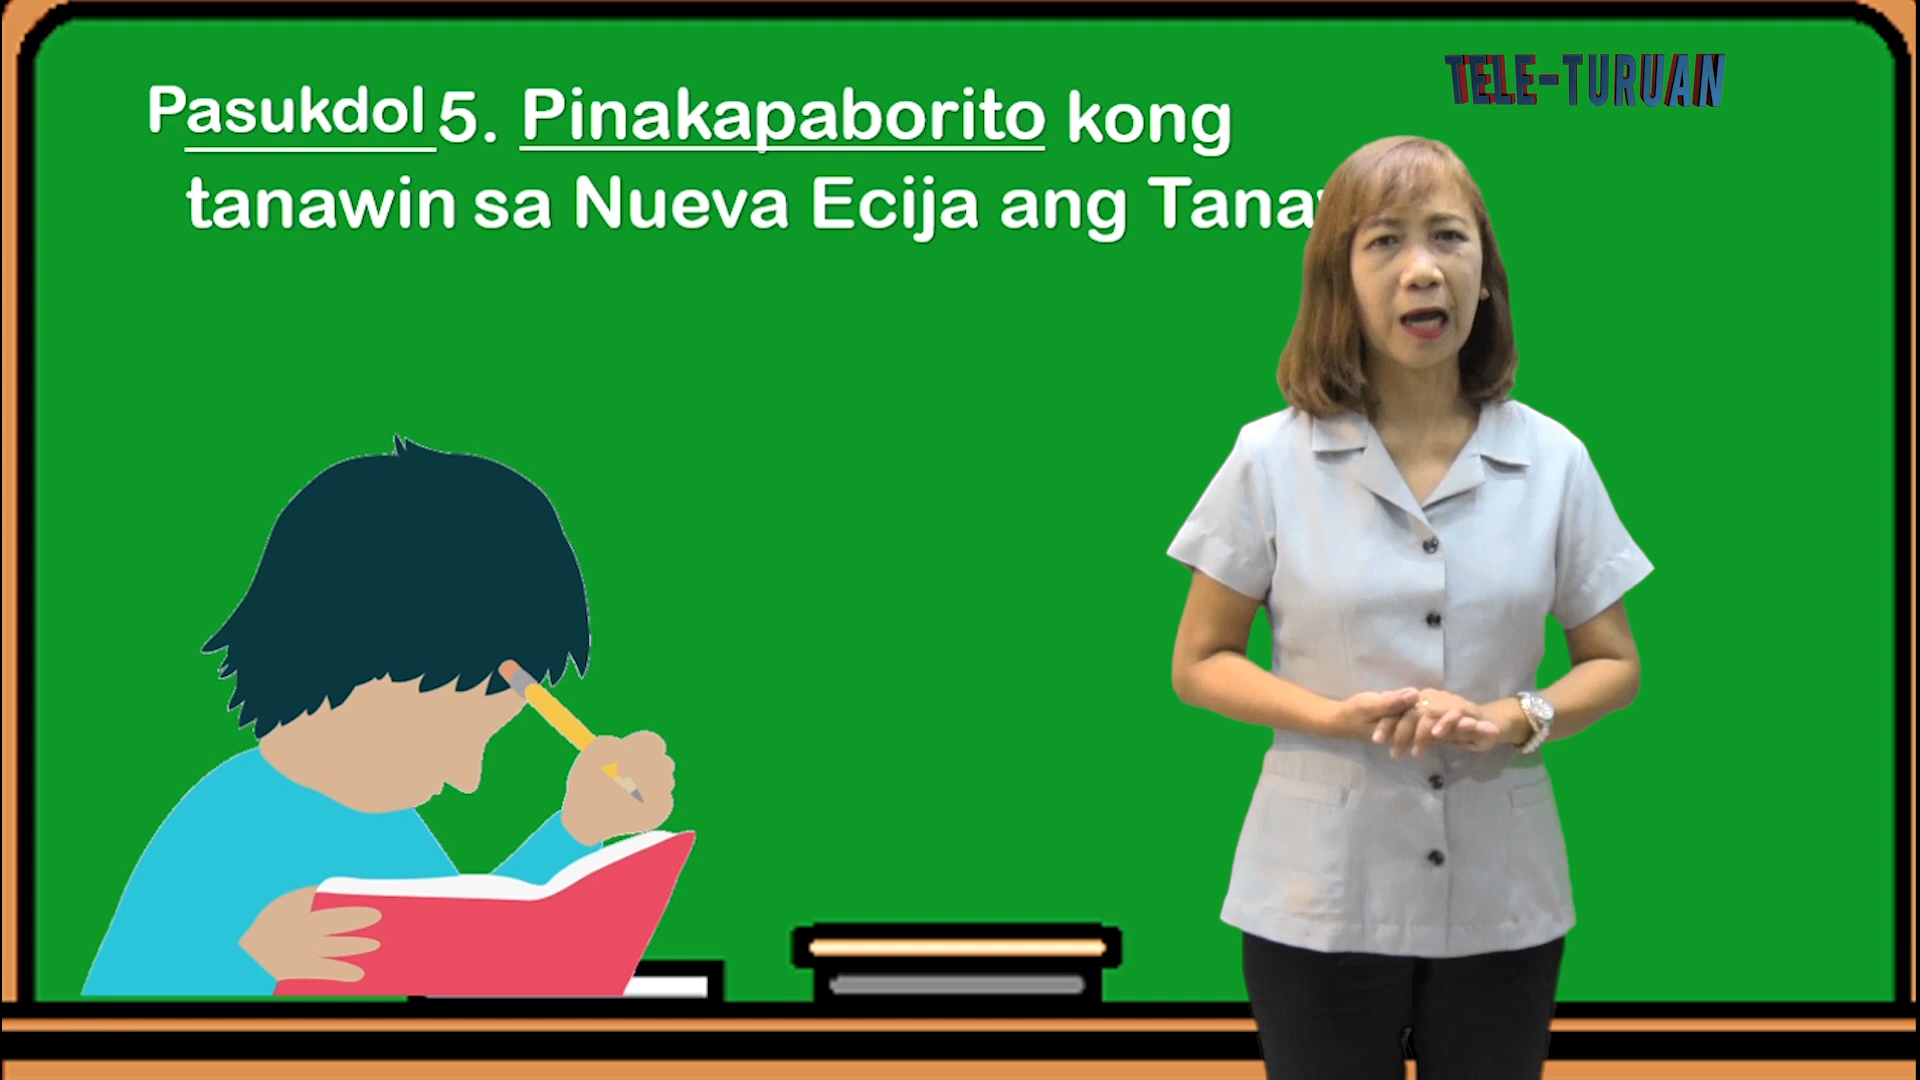 TELE-TURUAN
Pasukdol 5. Pinakapaborito kong
tanawin sa Nueva Ecija ang